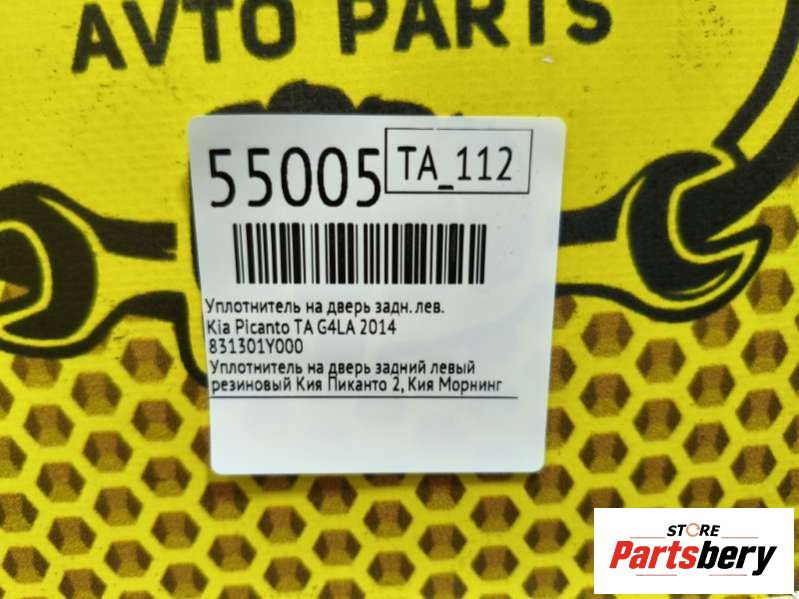 AVTO PARTS
55005
TA_112
Уплотнитель на дверь задн. лев.
Kia Picanto TA G4LA 2014
831301Y000
Уплотнитель на дверь задний левый
резиновый Кия Пиканто 2, Кия Морнинг
STORE
Partsbery